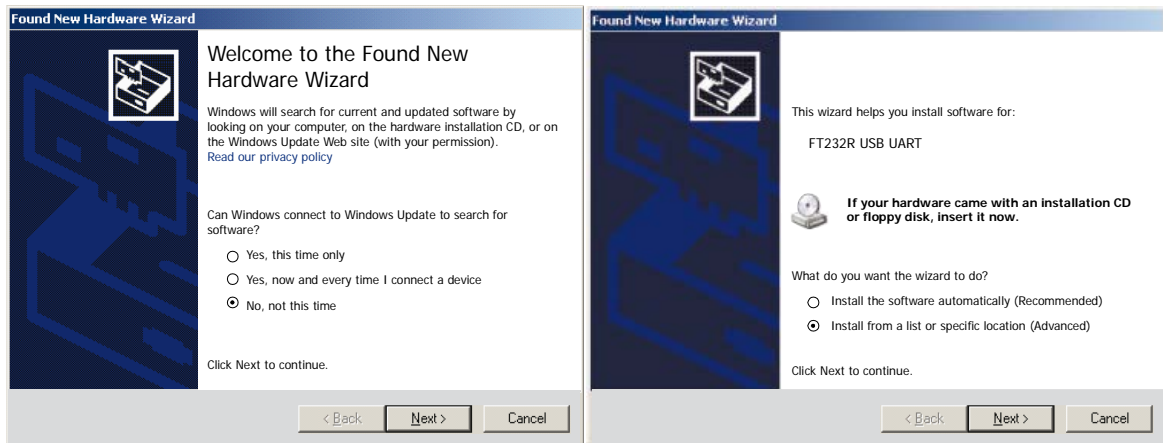 Found New Hardware Wizard
Welcome to the Found New
Hardware Wizard
Windows will search for current and updated software by
looking on your computer, on the hardware installation CD, or on
the Windows Update Web site (with your permission).
Read our privacy policy
Can Windows connect to Windows Update to search for
software?
Yes, this time only
Yes, now and every time I connect a device
No, not this time
Click Next to continue.
< Back
Next >
Cancel
Found New Hardware Wizard
This wizard helps you install software for:
FT232R USB UART
If your hardware came with an installation CD
or floppy disk, insert it now.
What do you want the wizard to do?
Install the software automatically (Recommended)
Install from a list or specific location (Advanced)
Click Next to continue.
< Back
Next >
Cancel